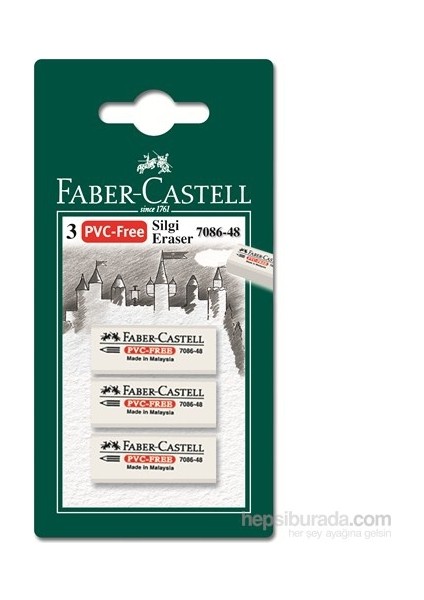 FABER-CASTELL
since 1761
3 PVC-Free Silgi Eraser 7086-48
FABER-CASTELL
PVC-FREE 7086-48
Made in Malaysia
FABER-CASTELL
PVC-FREE 7086-48
Made in Malaysia
FABER-CASTELL
PVC-FREE 7086-48
Made in Malaysia
hepsiburada.com
her şey ayağına gelsin